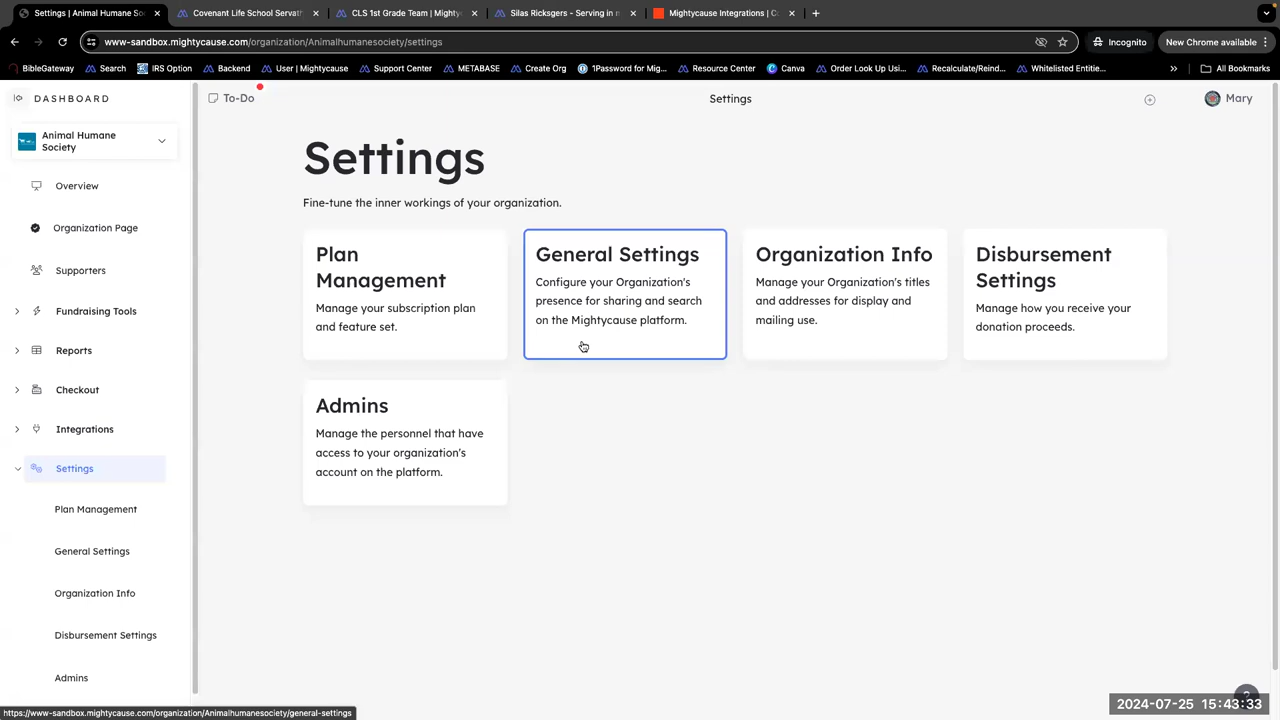 Settings | Animal Humane Soc
Covenant Life School Servath
CLS 1st Grade Team | Mighty
Silas Ricksgers - Serving in n
Mightycause Integrations | Co
www-sandbox.mightycause.com/organization/Animalhumanesociety/settings
Incognito
New Chrome available
BibleGateway
Search
IRS Option
Backend
User | Mightycause
Support Center
METABASE
Create Org
1Password for Mig...
Resource Center
Canva
Order Look Up Usi...
Recalculate/Reind...
Whitelisted Entitie...
»
All Bookmarks
DASHBOARD
To-Do
Settings
Mary
Animal Humane
Society
Overview
Organization Page
Supporters
Fundraising Tools
Reports
Checkout
Integrations
Settings
Plan Management
General Settings
Organization Info
Disbursement Settings
Admins
Settings
Fine-tune the inner workings of your organization.
Plan
Management
Manage your subscription plan
and feature set.
General Settings
Configure your Organization's
presence for sharing and search
on the Mightycause platform.
Organization Info
Manage your Organization's titles
and addresses for display and
mailing use.
Disbursement
Settings
Manage how you receive your
donation proceeds.
Admins
Manage the personnel that have
access to your organization's
account on the platform.
?
https://www-sandbox.mightycause.com/organization/Animalhumanesociety/general-settings
2024-07-25 15:43:33